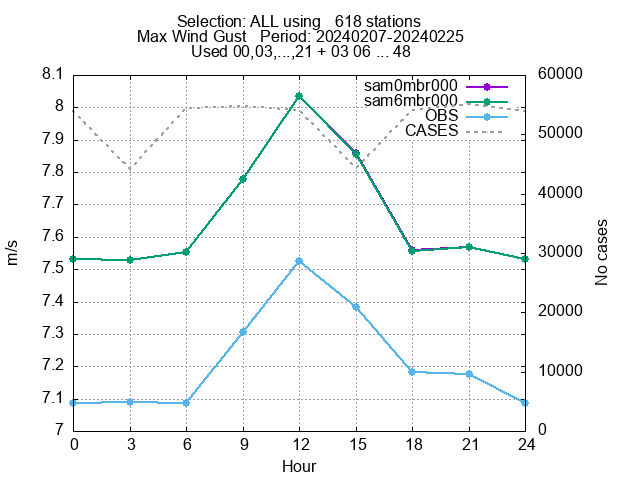 Selection: ALL using   618 stations
Max Wind Gust   Period: 20240207-20240225
Used 00,03,...,21 + 03 06 ... 48
8.1
8
7.9
7.8
7.7
7.6
7.5
7.4
7.3
7.2
7.1
7
m/s
sam0mbr000
sam6mbr000
OBS
CASES
60000
50000
40000
30000
20000
10000
0
No cases
0 3 6 9 12 15 18 21 24
Hour